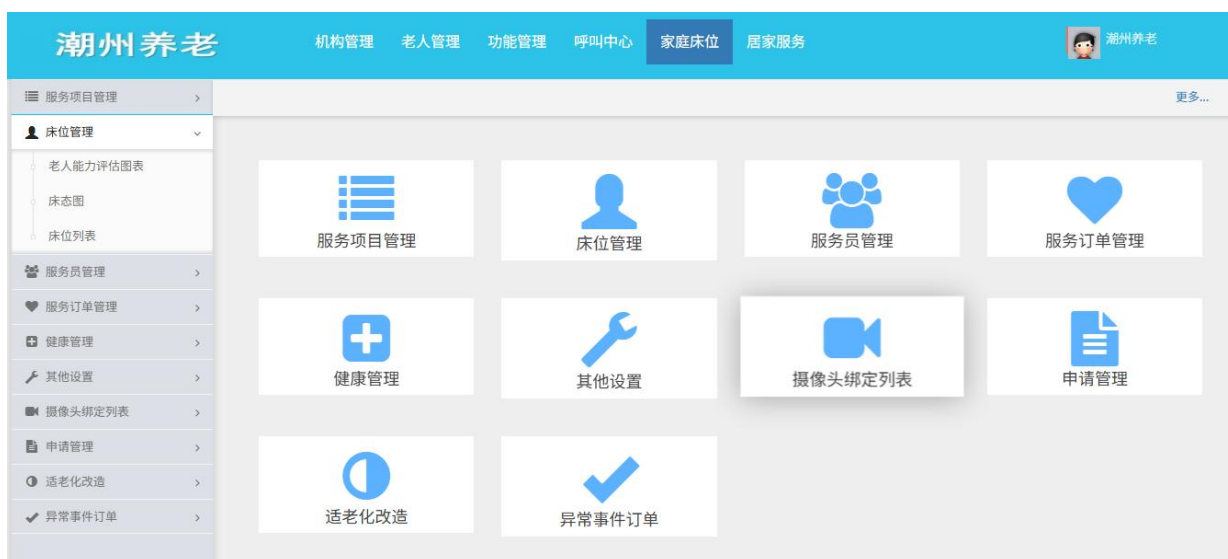 潮州养老
机构管理 老人管理 功能管理 呼叫中心 家庭床位 居家服务
潮州养老
更多...
服务项目管理
床位管理
老人能力评估图表
床态图
床位列表
服务员管理
服务订单管理
健康管理
其他设置
摄像头绑定列表
申请管理
适老化改造
异常事件订单
服务项目管理 床位管理 服务员管理 服务订单管理
健康管理 其他设置 摄像头绑定列表 申请管理
适老化改造 异常事件订单